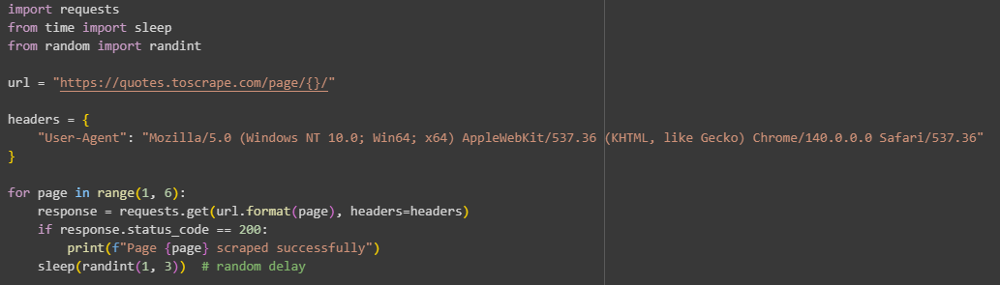 import requests
from time import sleep
from random import randint
url = "https://quotes.toscrape.com/page/{}/"
headers = {
    "User-Agent": "Mozilla/5.0 (Windows NT 10.0; Win64; x64) AppleWebKit/537.36 (KHTML, like Gecko) Chrome/140.0.0.0 Safari/537.36"
}
for page in range(1, 6):
    response = requests.get(url.format(page), headers=headers)
    if response.status_code == 200:
        print(f"Page {page} scraped successfully")
    sleep(randint(1, 3))  # random delay